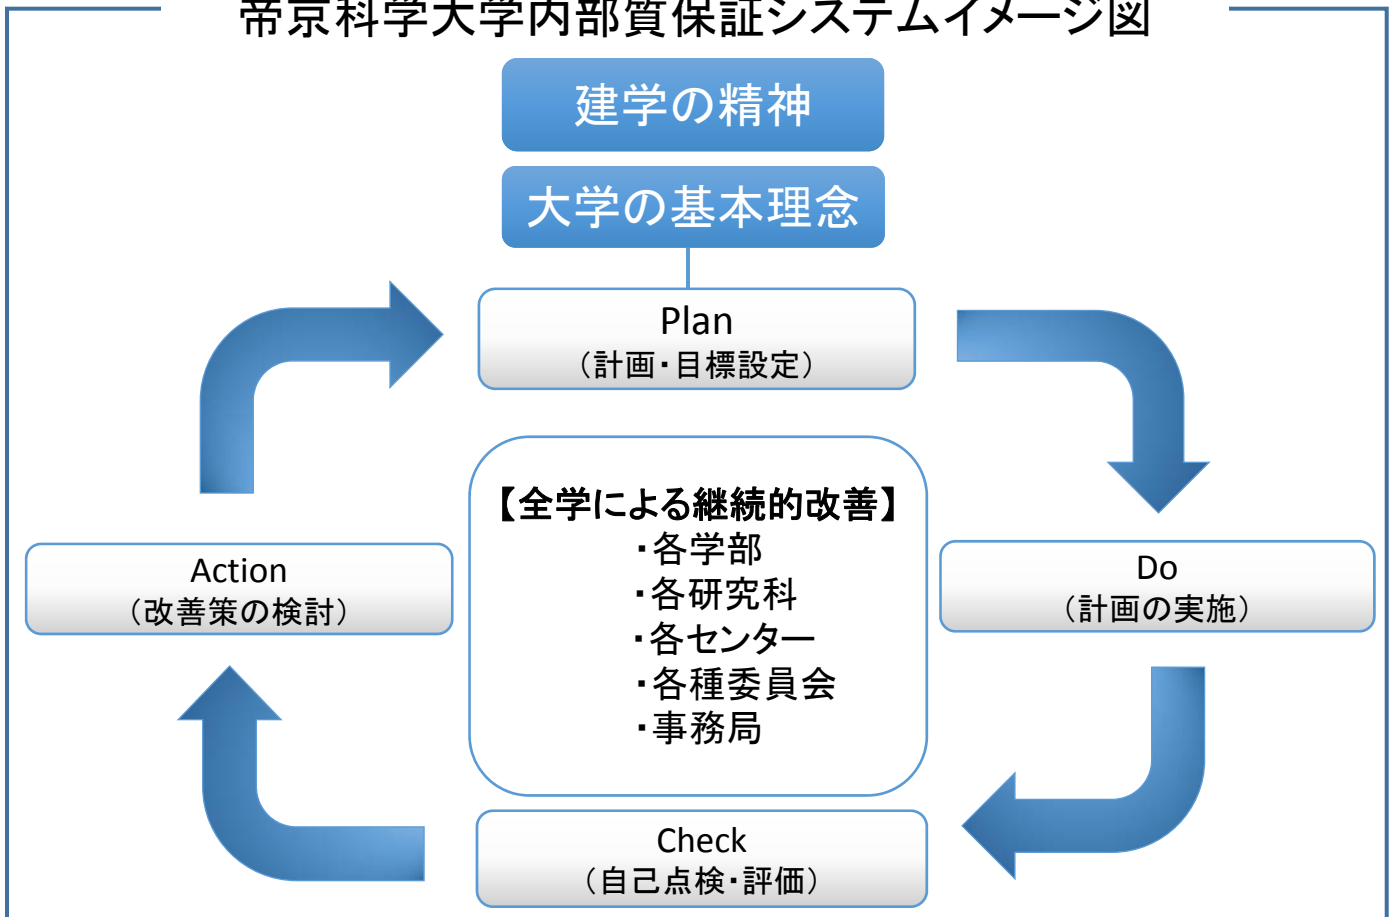 帝京科学大学内部質保証システムイメージ図
建学の精神
大学の基本理念
Plan
（計画・目標設定）
【全学による継続的改善】
・各学部
・各研究科
・各センター
・各種委員会
・事務局
Action
（改善策の検討）
Do
（計画の実施）
Check
（自己点検・評価）